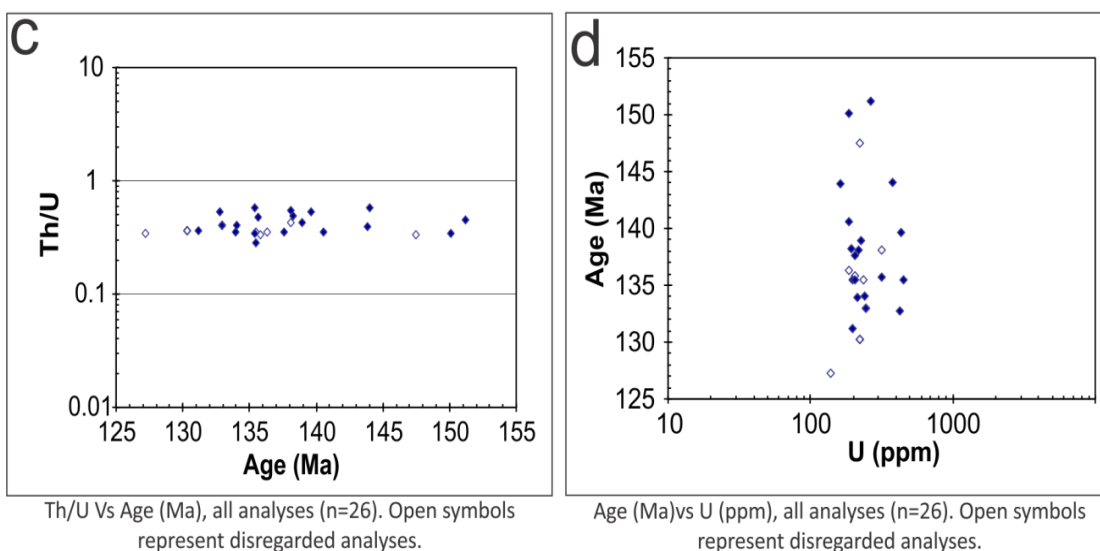 c
10
1
0.1
0.01
Th/U
125 130 135 140 145 150 155
Age (Ma)
Th/U Vs Age (Ma), all analyses (n=26). Open symbols
represent disregarded analyses.
d
155
150
145
140
135
130
125
Age (Ma)
10 100 1000
U (ppm)
Age (Ma)vs U (ppm), all analyses (n=26). Open symbols
represent disregarded analyses.